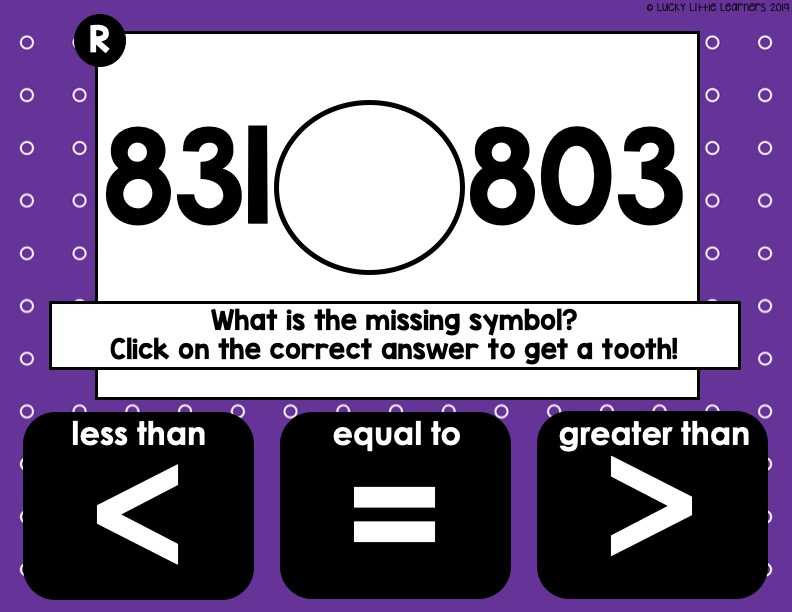 © Lucky Little Learners 2019
R
831 803
What is the missing symbol?
Click on the correct answer to get a tooth!
less than equal to greater than
< = >